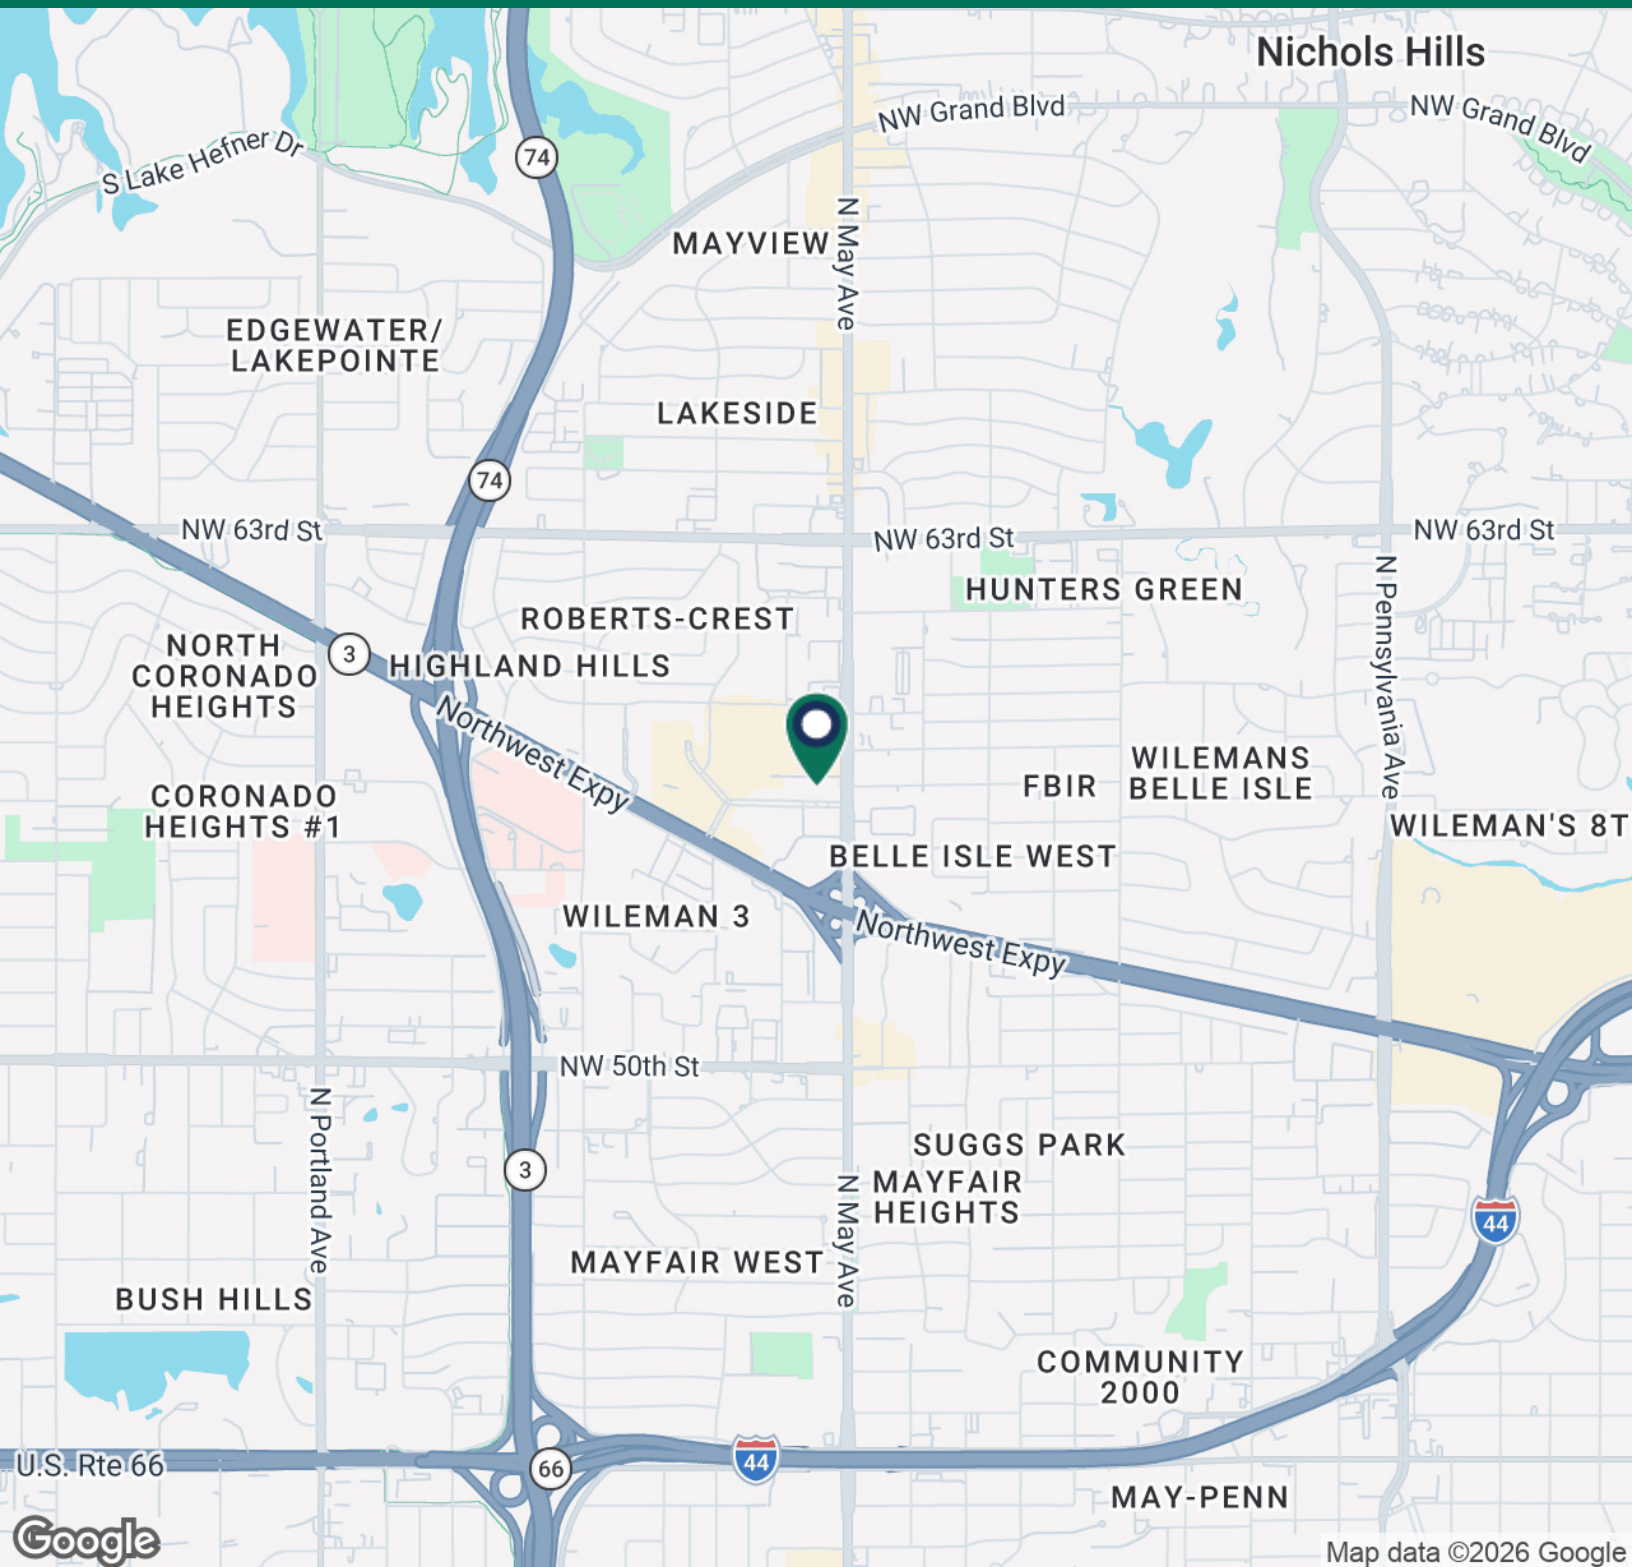 Nichols Hills
NW Grand Blvd
NW Grand Blvd
S Lake Hefner Dr
74
N May Ave
MAYVIEW
EDGEWATER/
LAKEPOINTE
LAKESIDE
74
NW 63rd St
NW 63rd St
NW 63rd St
HUNTERS GREEN
ROBERTS-CREST
N Pennsylvania Ave
NORTH
CORONADO
HEIGHTS
3
HIGHLAND HILLS
Northwest Expy
WILEMANS
BELLE ISLE
FBIR
CORONADO
HEIGHTS #1
WILEMAN'S 8T
BELLE ISLE WEST
WILEMAN 3
Northwest Expy
NW 50th St
N Portland Ave
SUGGS PARK
3
MAYFAIR
HEIGHTS
N May Ave
44
MAYFAIR WEST
BUSH HILLS
COMMUNITY
2000
U.S. Rte 66
66
44
MAY-PENN
Google
Map data ©2026 Google